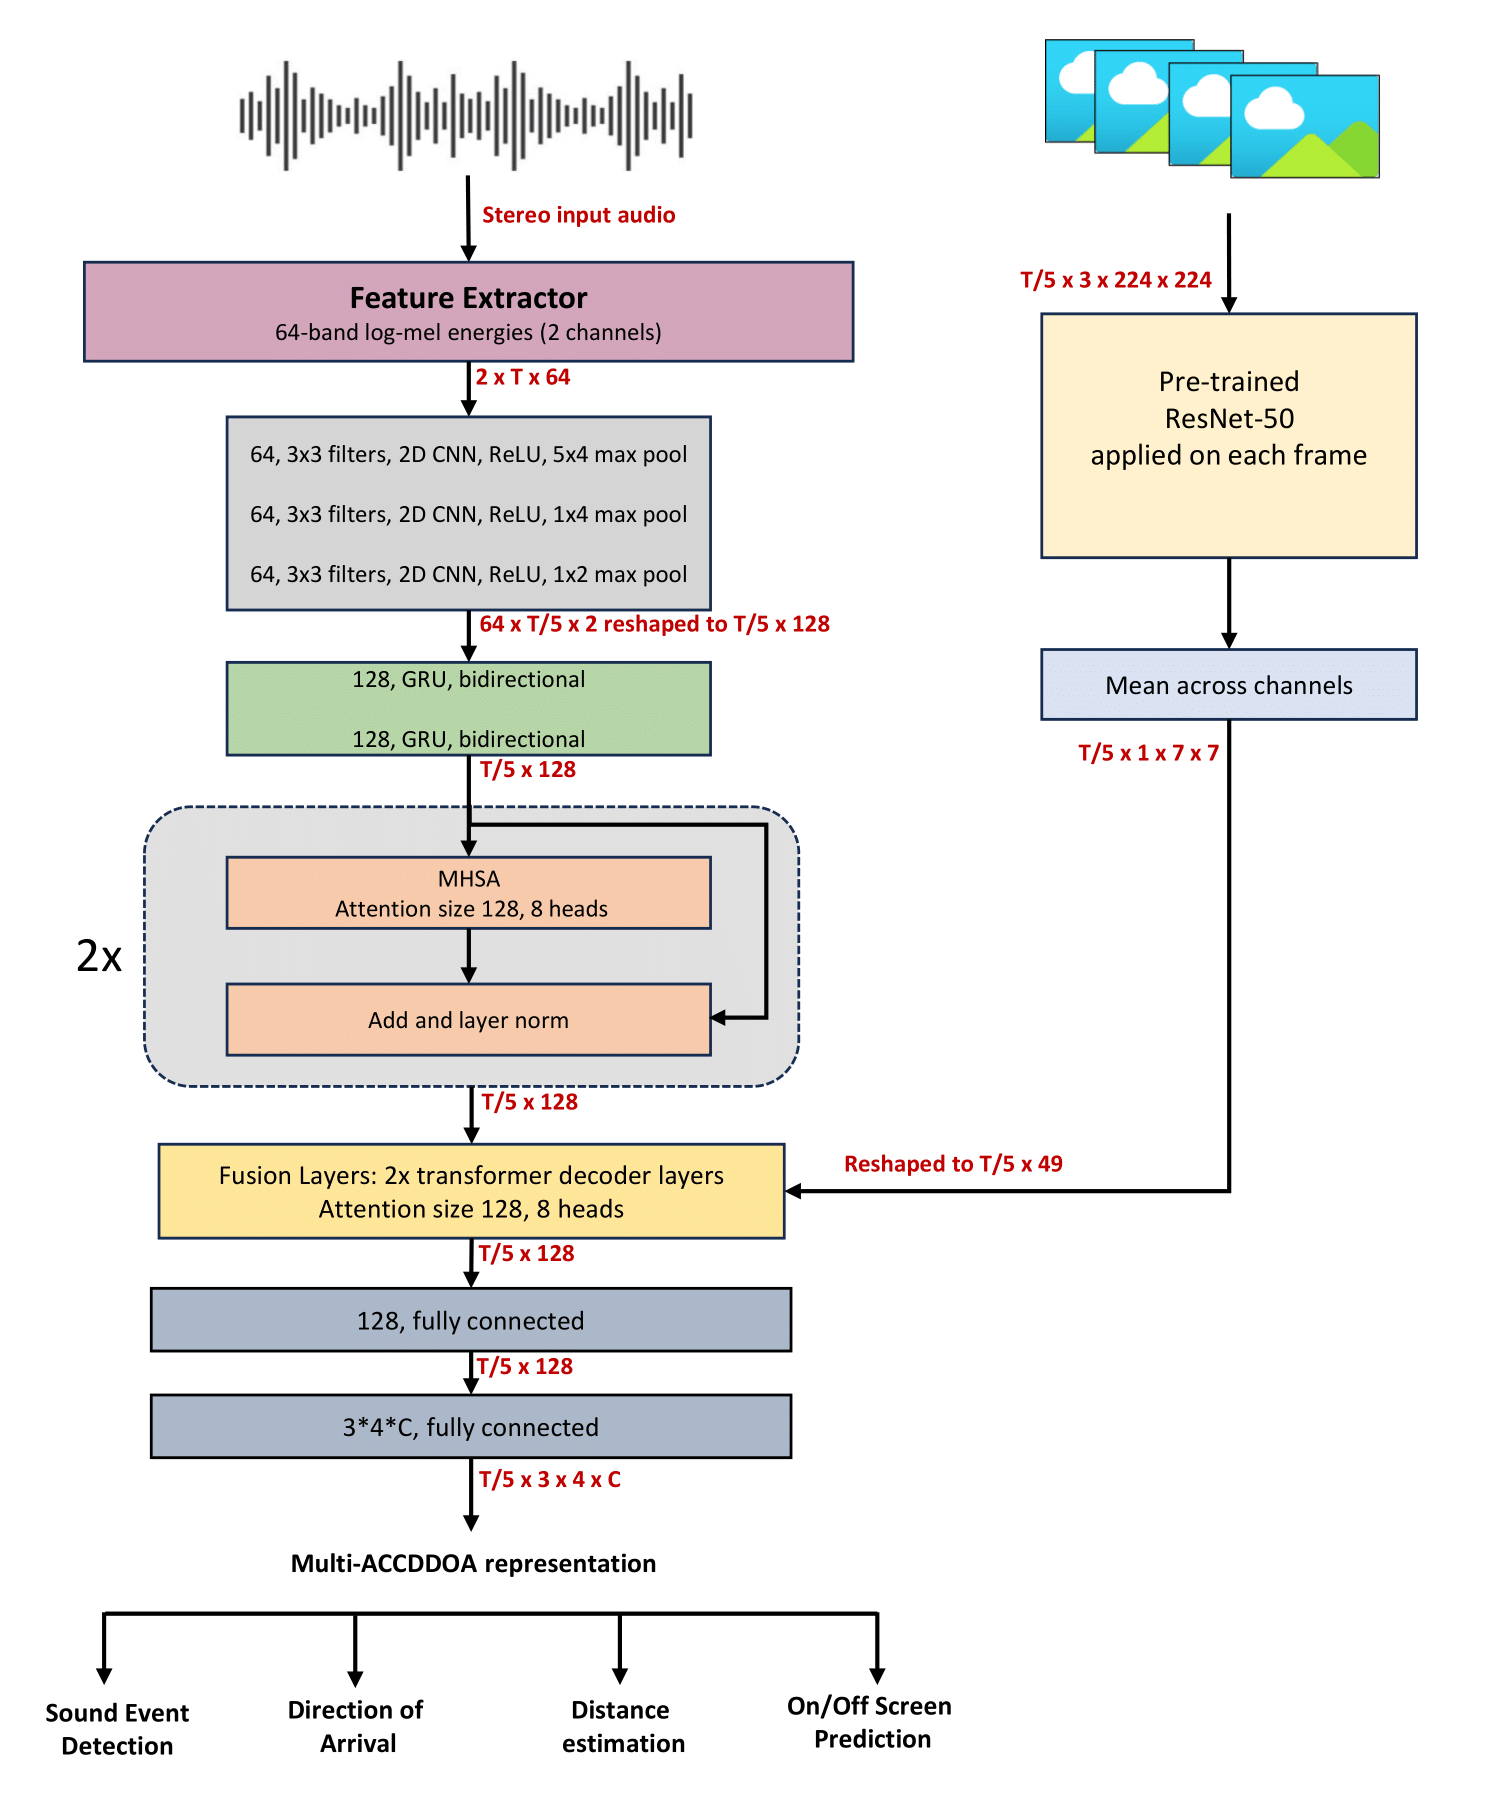 Stereo input audio
Feature Extractor
64-band log-mel energies (2 channels)
2 x T x 64
64, 3x3 filters, 2D CNN, ReLU, 5x4 max pool
64, 3x3 filters, 2D CNN, ReLU, 1x4 max pool
64, 3x3 filters, 2D CNN, ReLU, 1x2 max pool
64 x T/5 x 2 reshaped to T/5 x 128
128, GRU, bidirectional
128, GRU, bidirectional
T/5 x 128
2x
MHSA
Attention size 128, 8 heads
Add and layer norm
T/5 x 128
T/5 x 3 x 224 x 224
Pre-trained
ResNet-50
applied on each frame
Mean across channels
T/5 x 1 x 7 x 7
Reshaped to T/5 x 49
Fusion Layers: 2x transformer decoder layers
Attention size 128, 8 heads
T/5 x 128
128, fully connected
T/5 x 128
3*4*C, fully connected
T/5 x 3 x 4 x C
Multi-ACCDDOA representation
Sound Event
Detection
Direction of
Arrival
Distance
estimation
On/Off Screen
Prediction